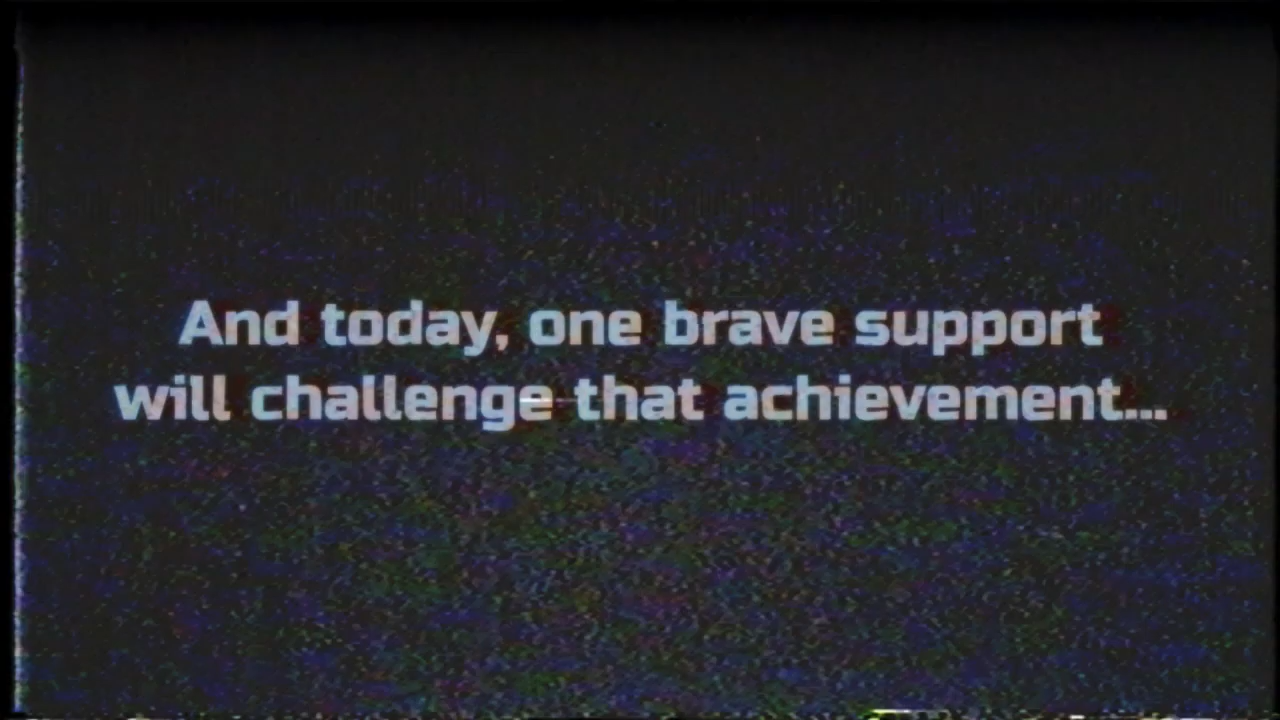 And today, one brave support
will challenge that achievement...